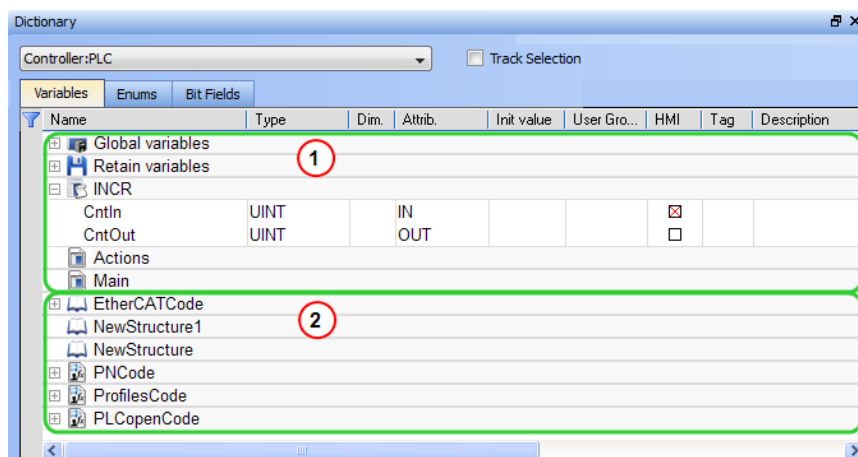 Dictionary
Controller:PLC Track Selection
Variables Enums Bit Fields
Name Type Dim. Attrib. Init value User Gro... HMI Tag Description
Global variables
1
Retain variables
INCR
CntIn UINT IN
CntOut UINT OUT
Actions
Main
EtherCATCode
2
NewStructure1
NewStructure
PNCode
ProfilesCode
PLCopenCode